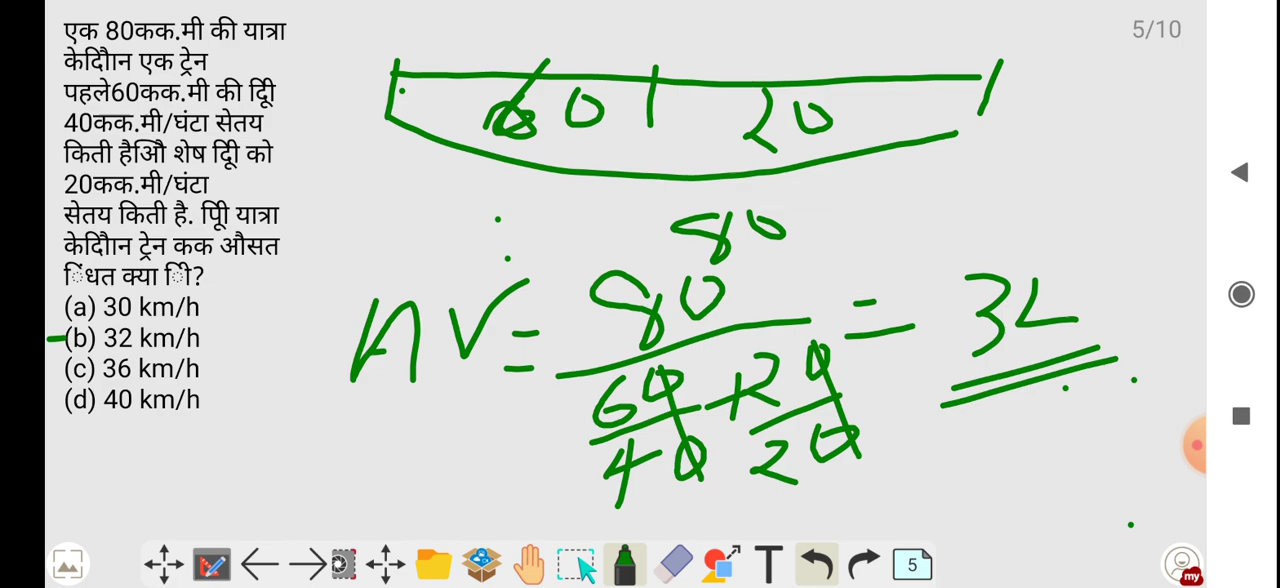 एक 80कक.मी की यात्रा
केदौिान एक ट्रेन
पहले60कक.मी की दिूी
40कक.मी/घंटा सेतय
किती हैऔि शेष दिूी को
20कक.मी/घंटा
सेतय किती है. पूिी यात्रा
केदौिान ट्रेन कक औसत
क्या
(a) 30 km/h
(b) 32 km/h
(c) 36 km/h
(d) 40 km/h
5/10
60 20
80
AV = 80 / 60/40 + 20/20 = 32
T
5
my